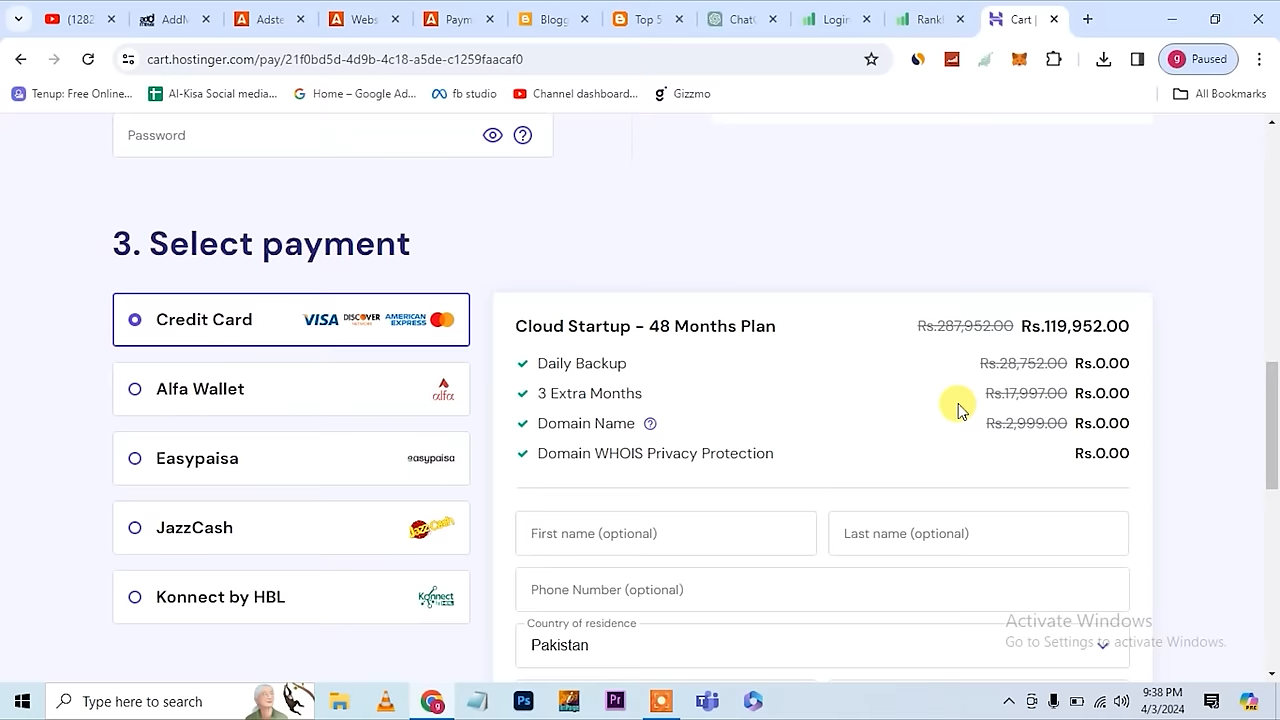 (1282
AddN
Adste
Webs
Paym
Blogg
Top 5
Chat
Login
Rank
Cart |
cart.hostinger.com/pay/21f0bd5d-4d9b-4c18-a5de-c1259faacaf0
g Paused
Tenup: Free Online...
Al-Kisa Social media...
Home – Google Ad...
fb studio
Channel dashboard...
Gizzmo
All Bookmarks
Password
3. Select payment
Credit Card VISA DISCOVER AMERICAN EXPRESS
Alfa Wallet alfa
Easypaisa easypaisa
JazzCash JazzCash
Konnect by HBL Konnect
Cloud Startup - 48 Months Plan Rs.287,952.00 Rs.119,952.00
Daily Backup Rs.28,752.00 Rs.0.00
3 Extra Months Rs.17,997.00 Rs.0.00
Domain Name Rs.2,999.00 Rs.0.00
Domain WHOIS Privacy Protection Rs.0.00
First name (optional) Last name (optional)
Phone Number (optional)
Country of residence
Pakistan
Activate Windows
Go to Settings to activate Windows.
Type here to search
Ps
Pr
9:38 PM
4/3/2024